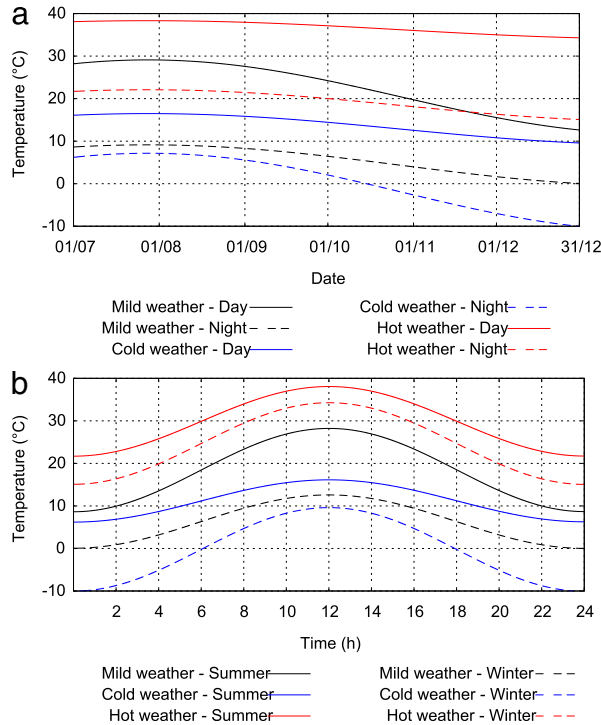 a
40
30
20
10
0
-10
Temperature (°C)
01/07 01/08 01/09 01/10 01/11 01/12 31/12
Date
Mild weather - Day Cold weather - Night
Mild weather - Night Hot weather - Day
Cold weather - Day Hot weather - Night
b
40
30
20
10
0
-10
Temperature (°C)
2 4 6 8 10 12 14 16 18 20 22 24
Time (h)
Mild weather - Summer Mild weather - Winter
Cold weather - Summer Cold weather - Winter
Hot weather - Summer Hot weather - Winter